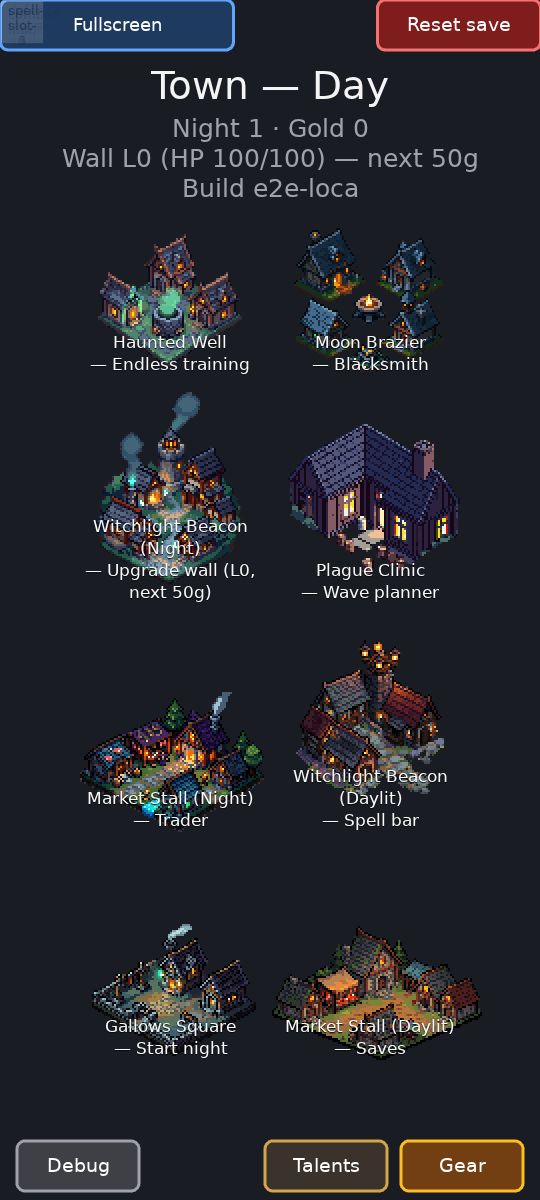 spell-
slot-
Fullscreen
Reset save
Town — Day
Night 1 · Gold 0
Wall L0 (HP 100/100) — next 50g
Build e2e-loca
Haunted Well
— Endless training
Moon Brazier
— Blacksmith
Witchlight Beacon
(Night)
— Upgrade wall (L0,
next 50g)
Plague Clinic
— Wave planner
Market Stall (Night)
— Trader
Witchlight Beacon
(Daylit)
— Spell bar
Gallows Square
— Start night
Market Stall (Daylit)
— Saves
Debug
Talents
Gear